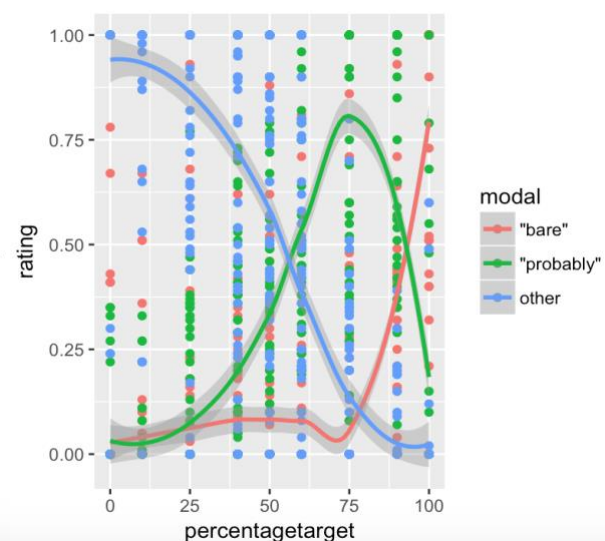 1.00
0.75
0.50
0.25
0.00
rating
0
25
50
75
100
percentagetarget
modal
"bare"
"probably"
other